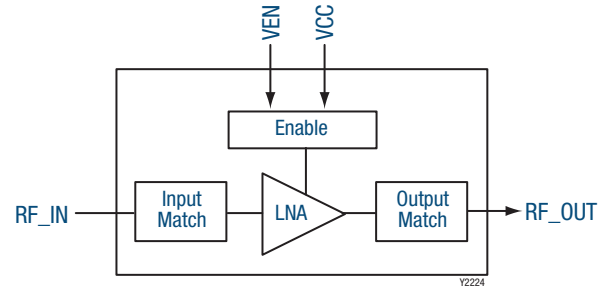 VEN
VCC
Enable
RF_IN
Input
Match
LNA
Output
Match
RF_OUT
Y2224